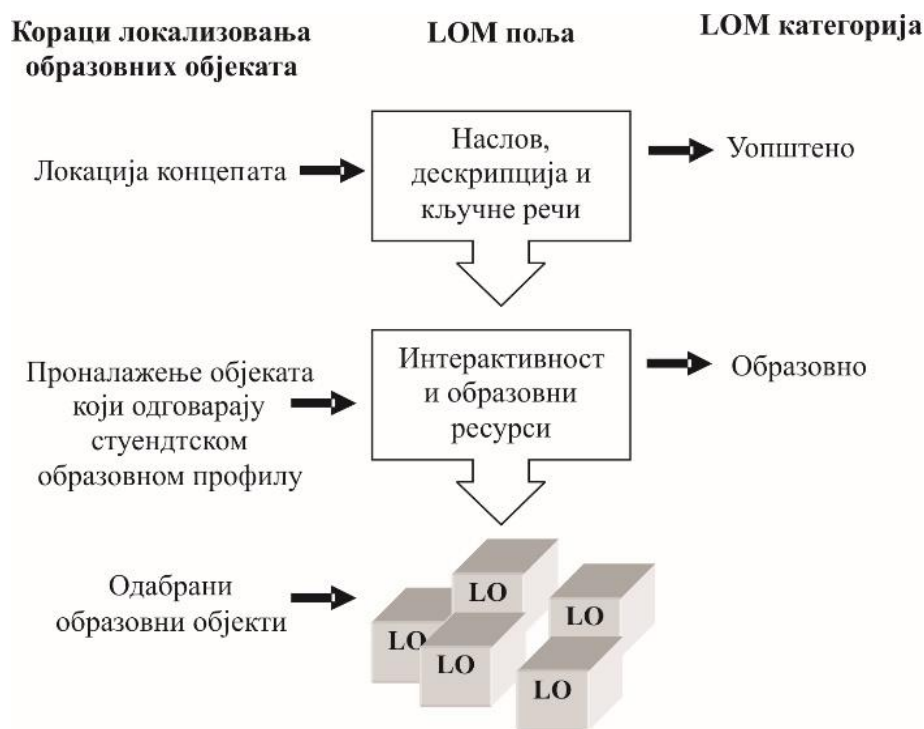 Кораци локализовања
образовних објеката
LOM поља
LOM категорија
Локација концепата
Наслов,
дескрипција и
кључне речи
Уопштено
Проналажење објеката
који одговарају
стуендтском
образовном профилу
Интерактивност
и образовни
ресурси
Образовно
Одабрани
образовни објекти
LO
LO
LO
LO
LO